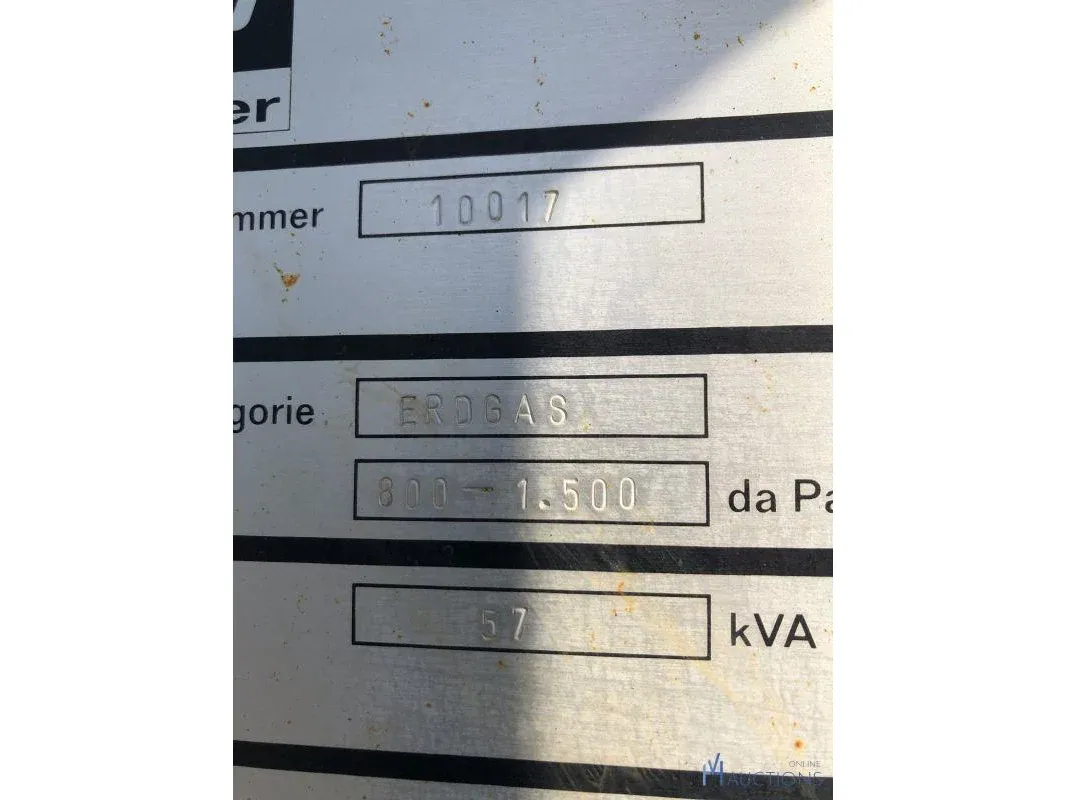 er
mmer 10017
gorie ERDGAS
800 - 1.500 da Pa
57 kVA
ONLINE
AUCTIONS